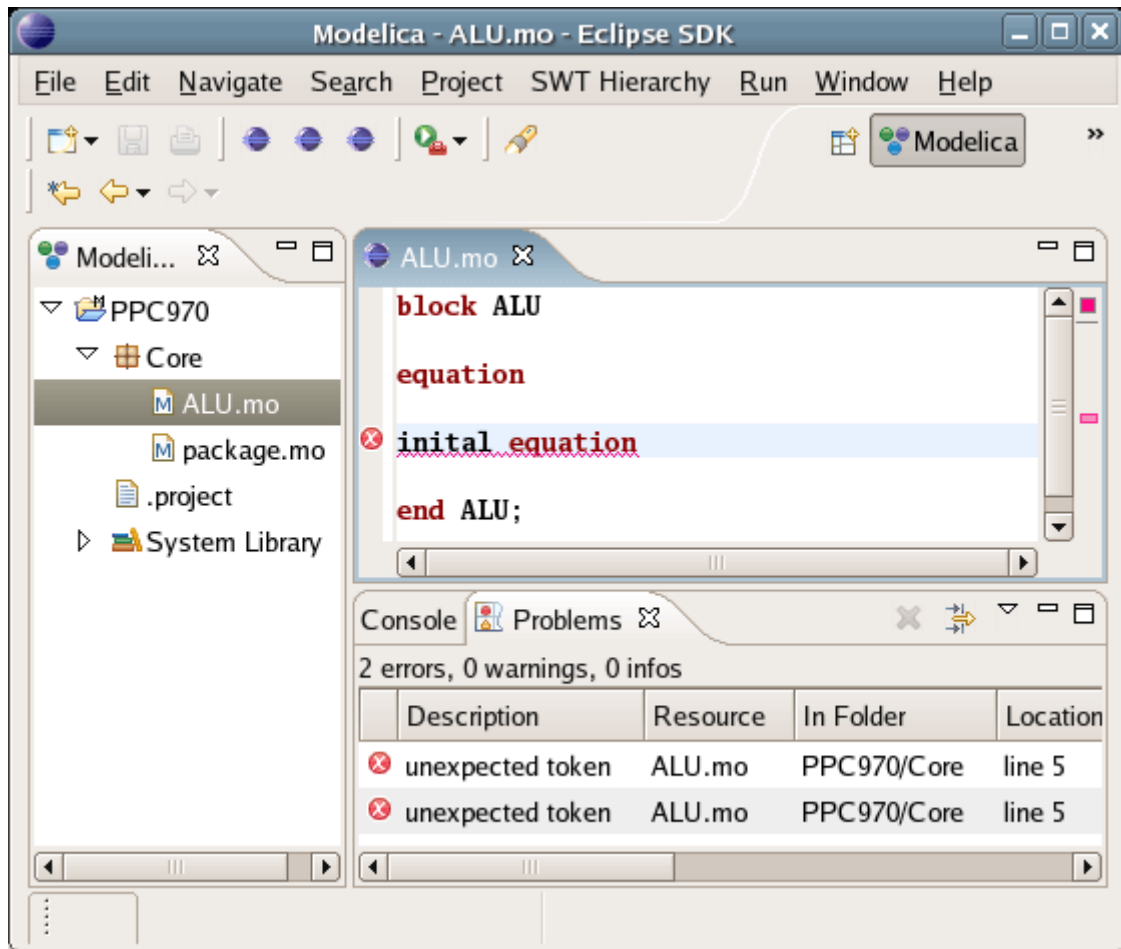 Modelica - ALU.mo - Eclipse SDK
File Edit Navigate Search Project SWT Hierarchy Run Window Help
Modelica »
Modeli...
PPC970
Core
ALU.mo
package.mo
.project
System Library
ALU.mo
block ALU
equation
inital equation
end ALU;
Console Problems
2 errors, 0 warnings, 0 infos
Description Resource In Folder Location
unexpected token ALU.mo PPC970/Core line 5
unexpected token ALU.mo PPC970/Core line 5